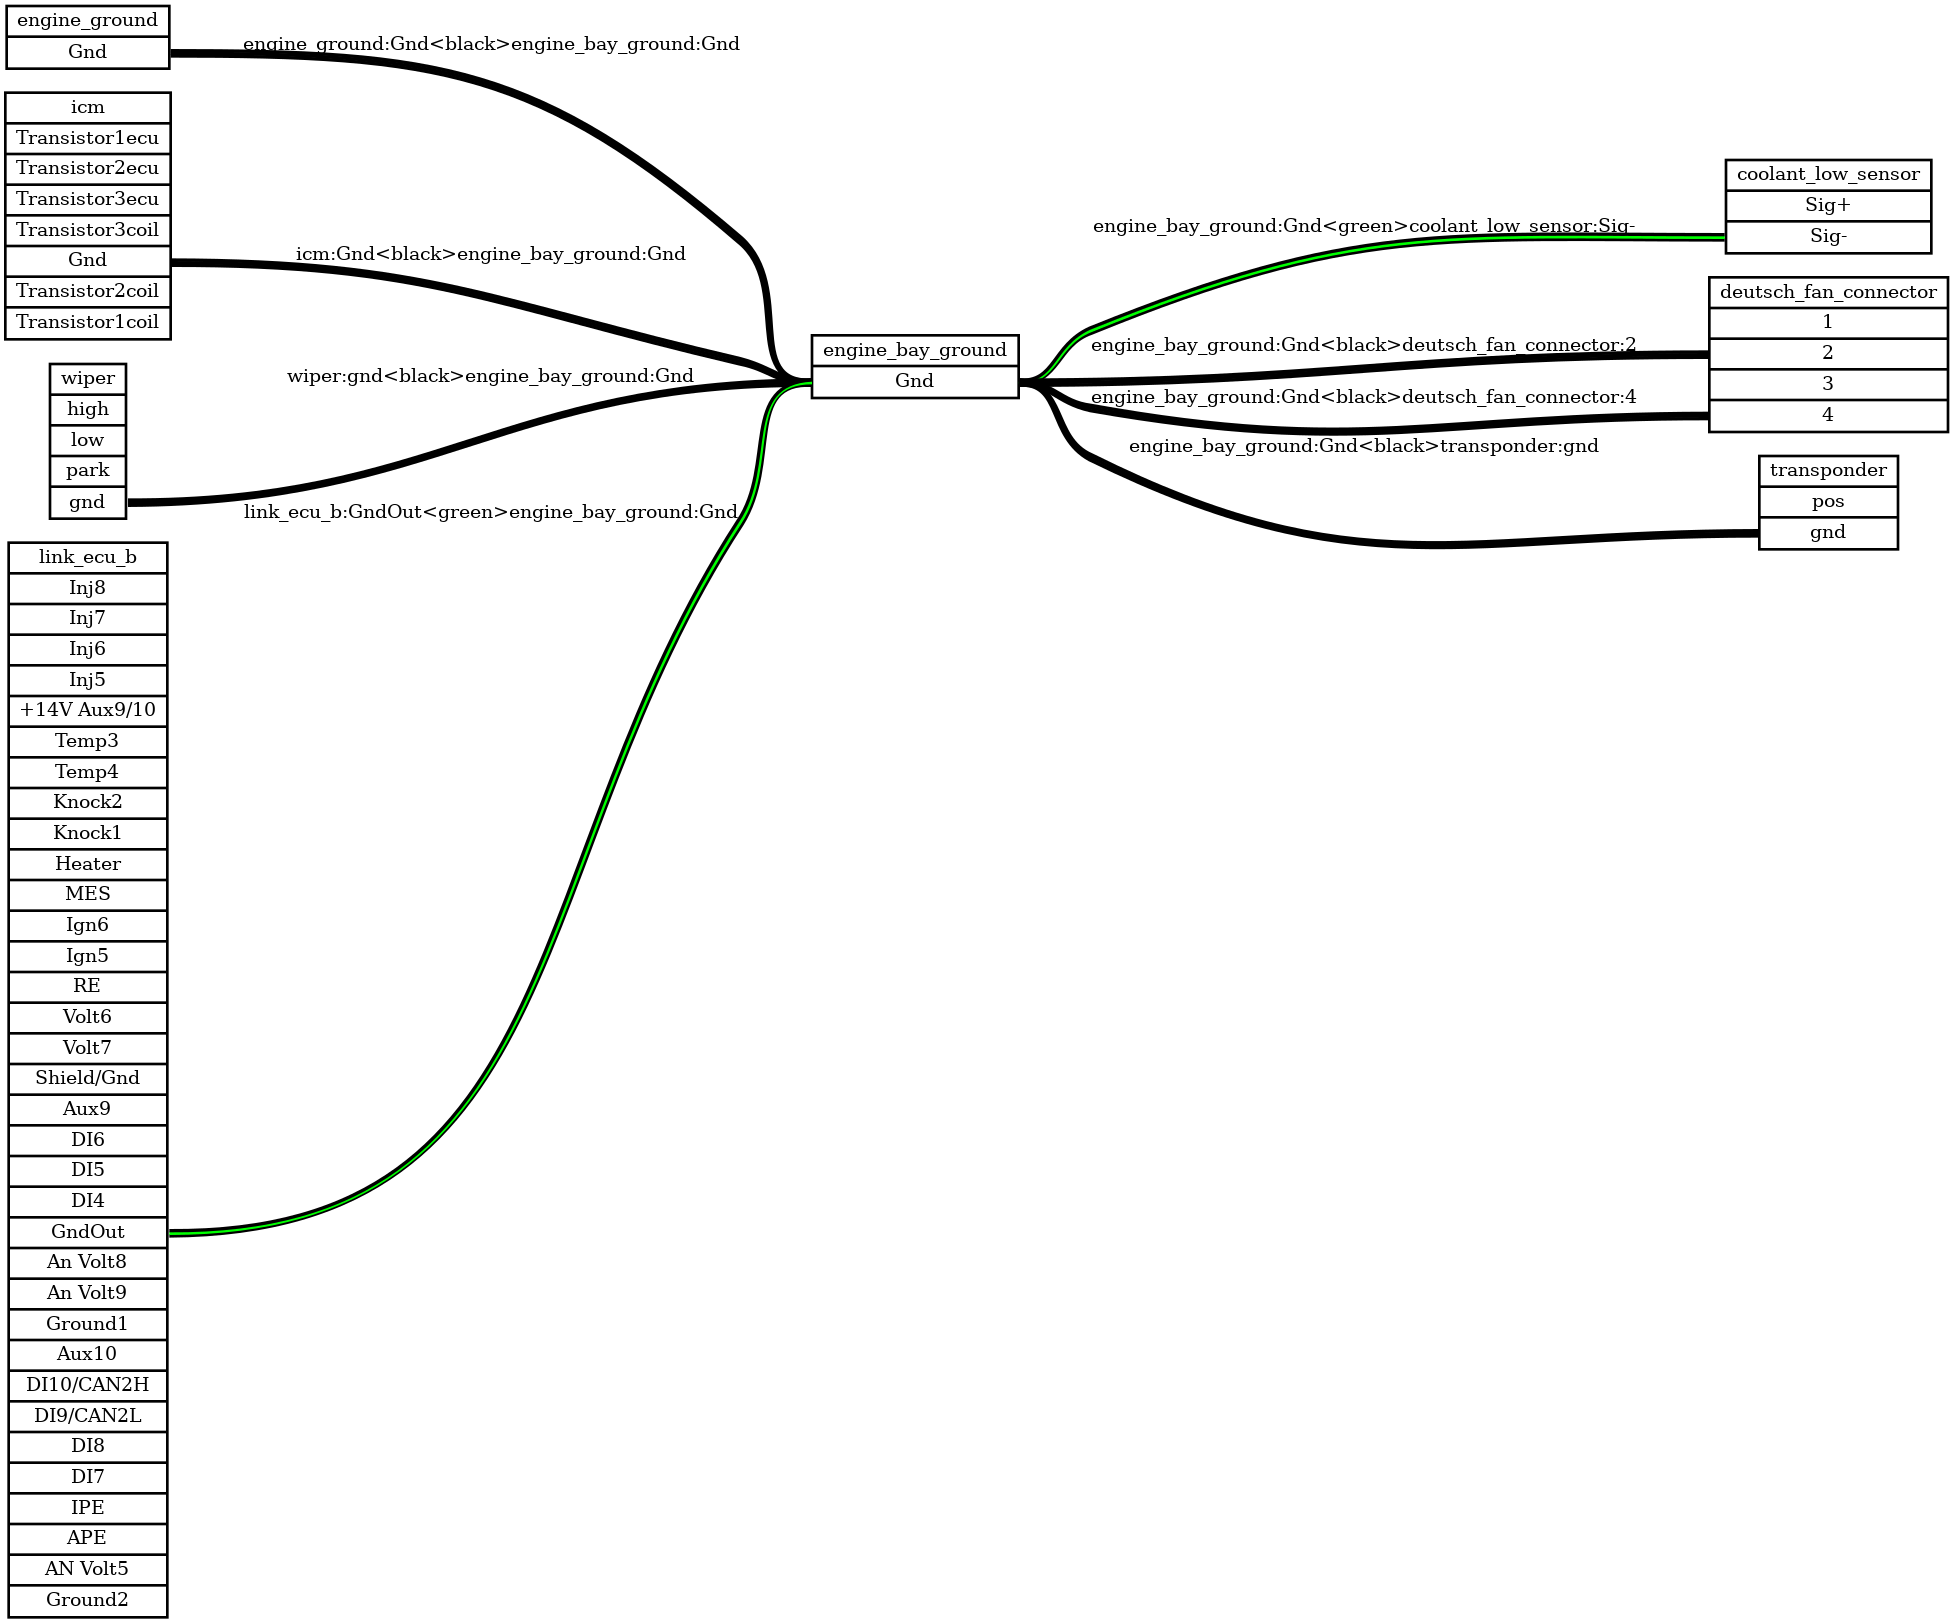 engine_ground
Gnd
engine_ground:Gnd<black>engine_bay_ground:Gnd
icm
Transistor1ecu
Transistor2ecu
Transistor3ecu
Transistor3coil
Gnd
Transistor2coil
Transistor1coil
icm:Gnd<black>engine_bay_ground:Gnd
wiper
high
low
park
gnd
wiper:gnd<black>engine_bay_ground:Gnd
link_ecu_b:GndOut<green>engine_bay_ground:Gnd
link_ecu_b
Inj8
Inj7
Inj6
Inj5
+14V Aux9/10
Temp3
Temp4
Knock2
Knock1
Heater
MES
Ign6
Ign5
RE
Volt6
Volt7
Shield/Gnd
Aux9
DI6
DI5
DI4
GndOut
An Volt8
An Volt9
Ground1
Aux10
DI10/CAN2H
DI9/CAN2L
DI8
DI7
IPE
APE
AN Volt5
Ground2
engine_bay_ground
Gnd
engine_bay_ground:Gnd<green>coolant_low_sensor:Sig-
engine_bay_ground:Gnd<black>deutsch_fan_connector:2
engine_bay_ground:Gnd<black>deutsch_fan_connector:4
engine_bay_ground:Gnd<black>transponder:gnd
coolant_low_sensor
Sig+
Sig-
deutsch_fan_connector
1
2
3
4
transponder
pos
gnd